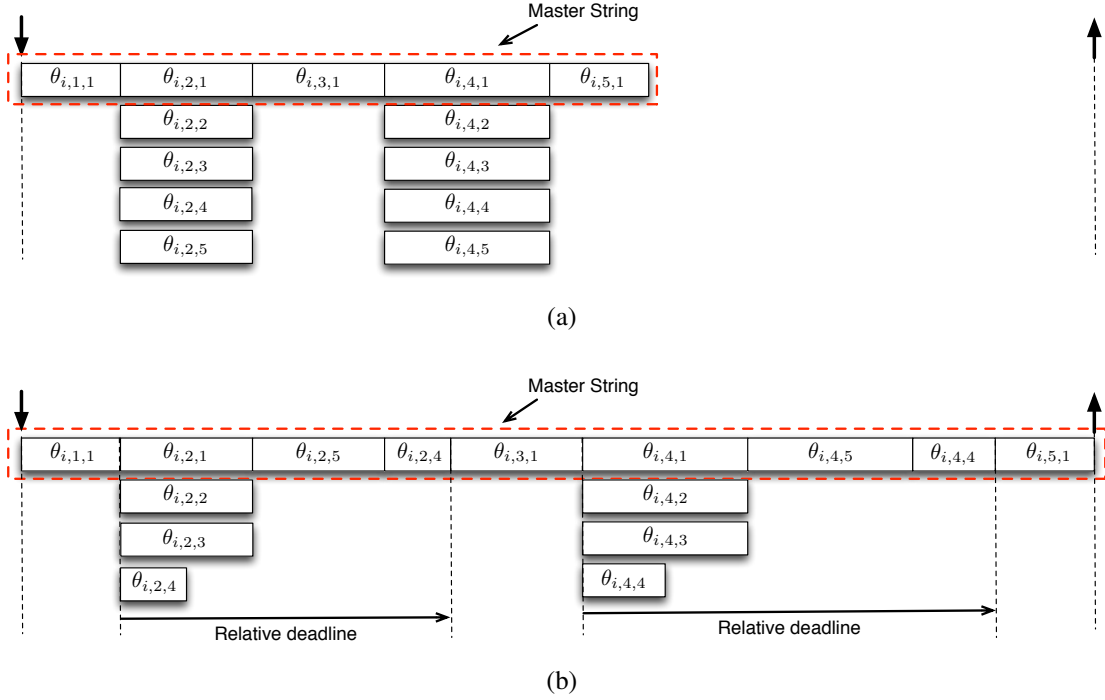 Master String
θi,1,1 θi,2,1 θi,3,1 θi,4,1 θi,5,1
θi,2,2 θi,4,2
θi,2,3 θi,4,3
θi,2,4 θi,4,4
θi,2,5 θi,4,5
(a)
Master String
θi,1,1 θi,2,1 θi,2,5 θi,2,4 θi,3,1 θi,4,1 θi,4,5 θi,4,4 θi,5,1
θi,2,2 θi,4,2
θi,2,3 θi,4,3
θi,2,4 θi,4,4
Relative deadline Relative deadline
(b)